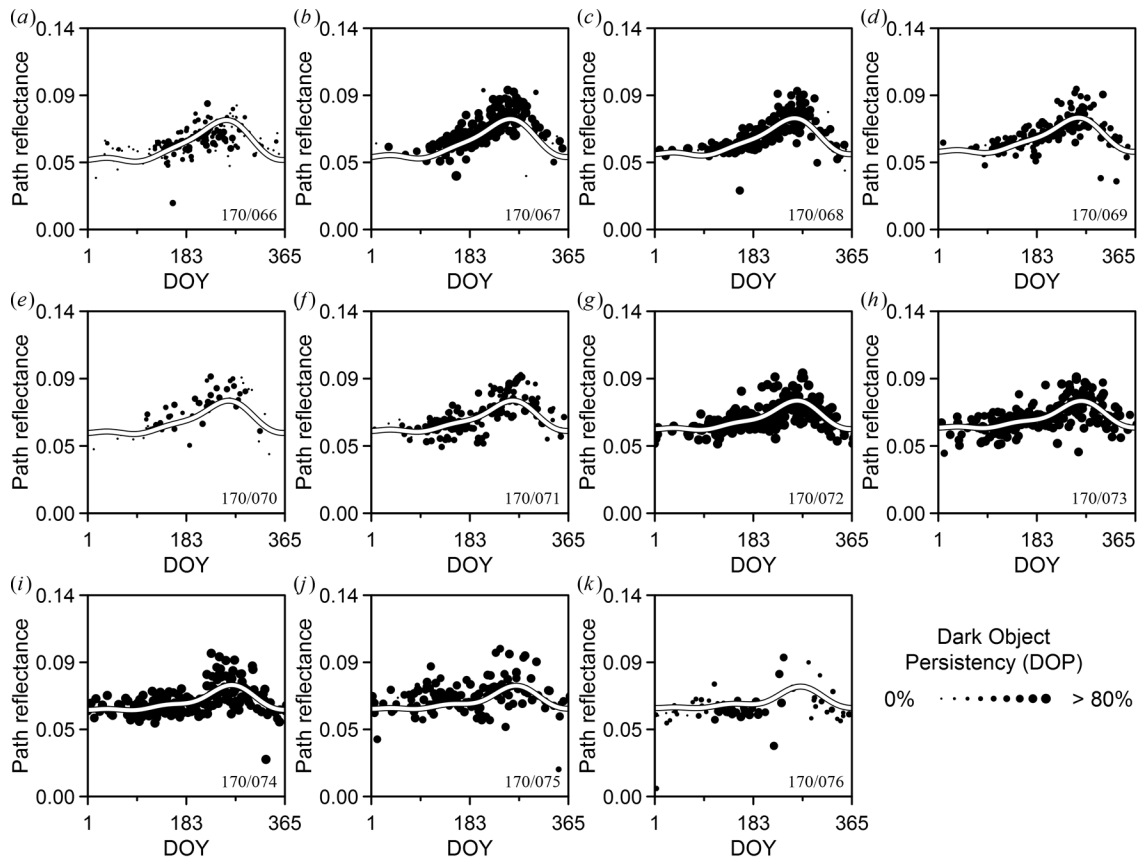 (a)
0.14
0.09
0.05
0.00
Path reflectance
170/066
1
183
365
DOY
(b)
0.14
0.09
0.05
0.00
Path reflectance
170/067
1
183
365
DOY
(c)
0.14
0.09
0.05
0.00
Path reflectance
170/068
1
183
365
DOY
(d)
0.14
0.09
0.05
0.00
Path reflectance
170/069
1
183
365
DOY
(e)
0.14
0.09
0.05
0.00
Path reflectance
170/070
1
183
365
DOY
(f)
0.14
0.09
0.05
0.00
Path reflectance
170/071
1
183
365
DOY
(g)
0.14
0.09
0.05
0.00
Path reflectance
170/072
1
183
365
DOY
(h)
0.14
0.09
0.05
0.00
Path reflectance
170/073
1
183
365
DOY
(i)
0.14
0.09
0.05
0.00
Path reflectance
170/074
1
183
365
DOY
(j)
0.14
0.09
0.05
0.00
Path reflectance
170/075
1
183
365
DOY
(k)
0.14
0.09
0.05
0.00
Path reflectance
170/076
1
183
365
DOY
Dark Object
Persistency (DOP)
0% > 80%